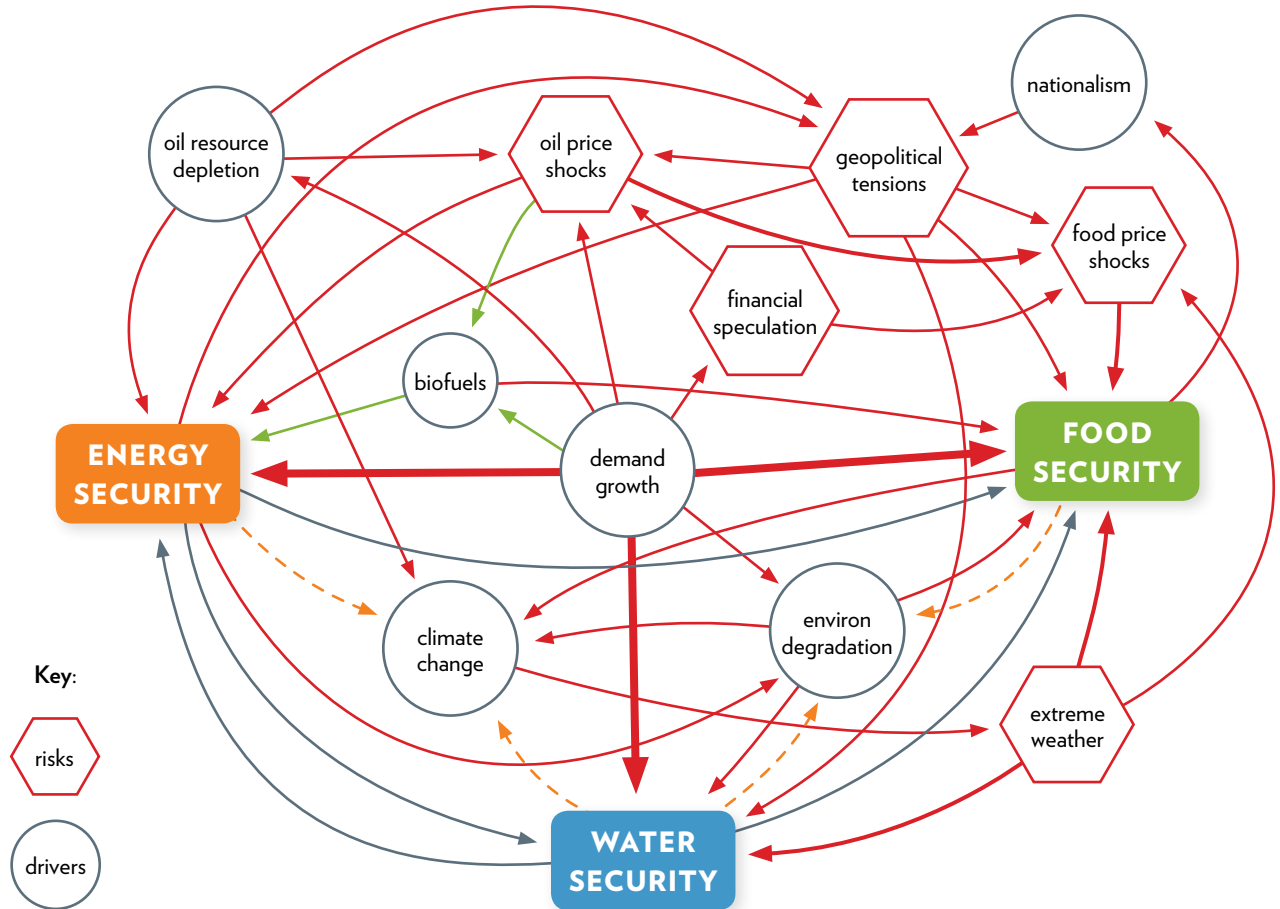 nationalism
oil resource
depletion
oil price
shocks
geopolitical
tensions
food price
shocks
financial
speculation
biofuels
demand
growth
ENERGY
SECURITY
FOOD
SECURITY
climate
change
environ
degradation
extreme
weather
WATER
SECURITY
Key:
risks
drivers